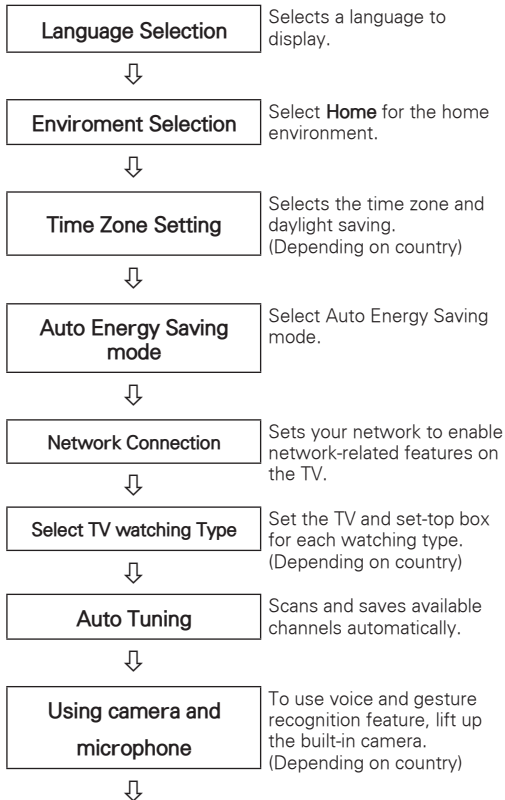 Language Selection
Selects a language to
display.
Enviroment Selection
Select Home for the home
environment.
Time Zone Setting
Selects the time zone and
daylight saving.
(Depending on country)
Auto Energy Saving
mode
Select Auto Energy Saving
mode.
Network Connection
Sets your network to enable
network-related features on
the TV.
Select TV watching Type
Set the TV and set-top box
for each watching type.
(Depending on country)
Auto Tuning
Scans and saves available
channels automatically.
Using camera and
microphone
To use voice and gesture
recognition feature, lift up
the built-in camera.
(Depending on country)